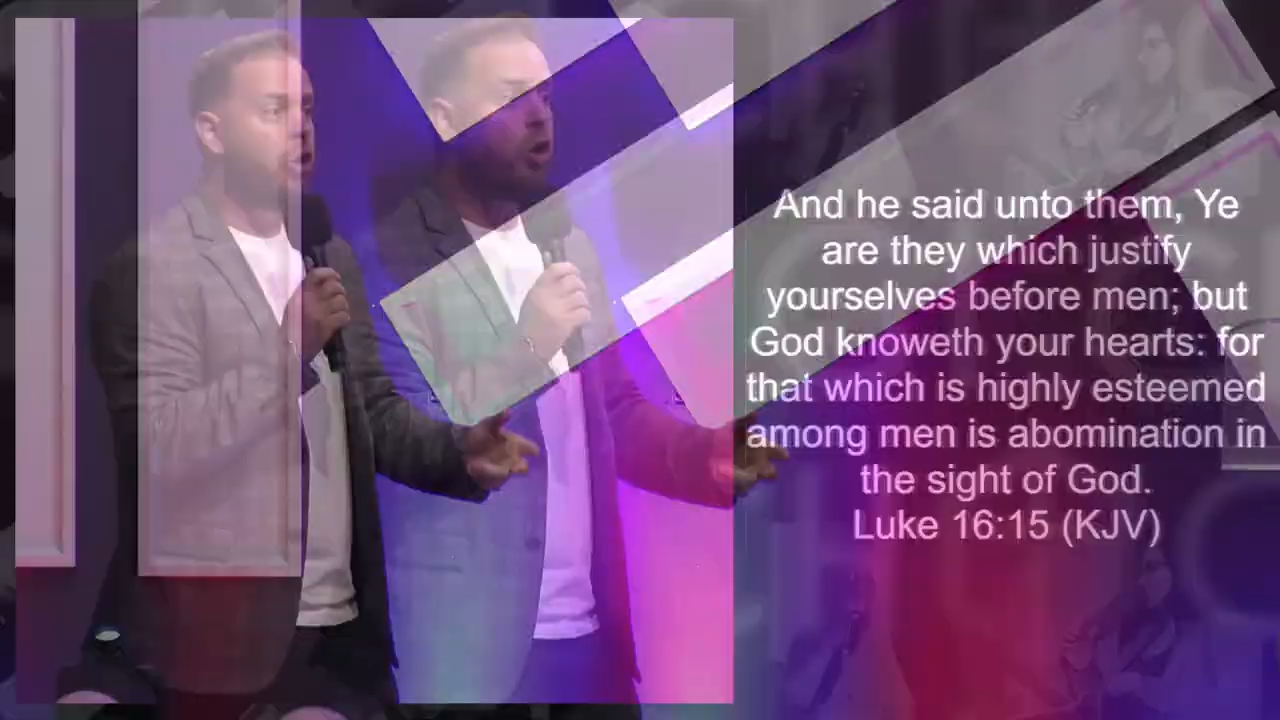 And he said unto them, Ye
are they which justify
yourselves before men; but
God knoweth your hearts: for
that which is highly esteemed
among men is abomination in
the sight of God.
Luke 16:15 (KJV)